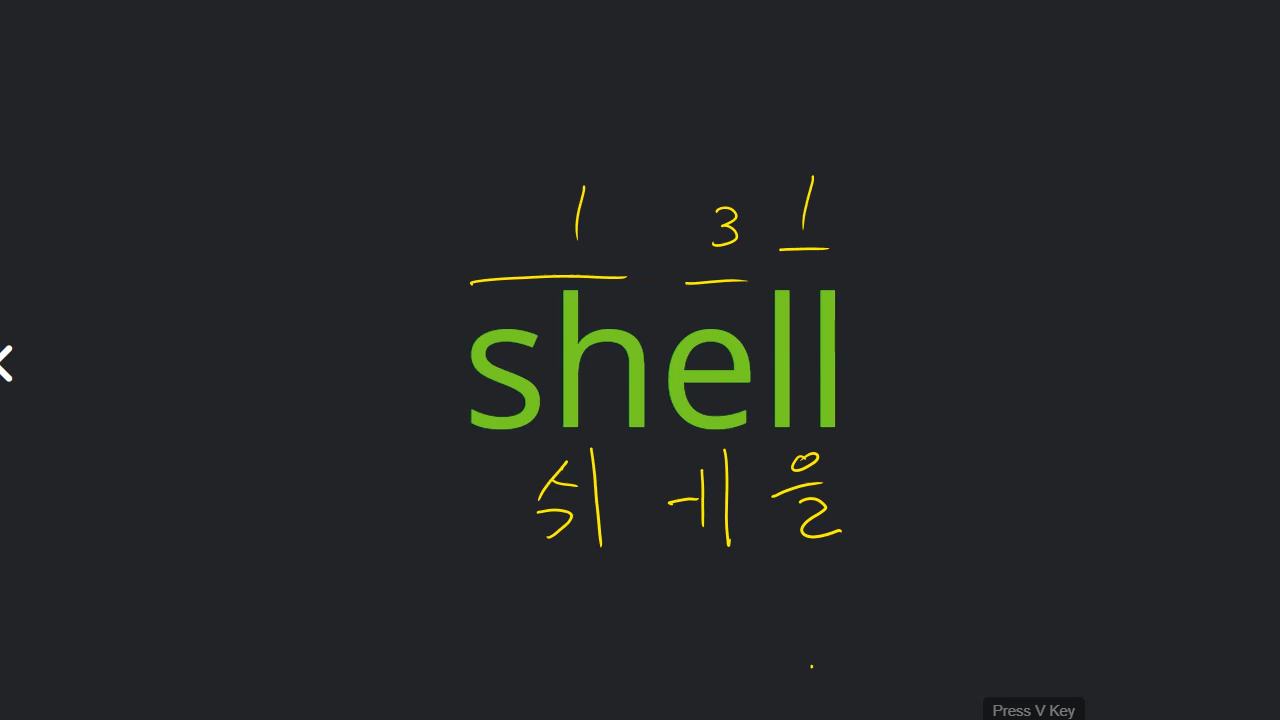 1 3 1
shell
쉬 ㅔ 을
Press V Key